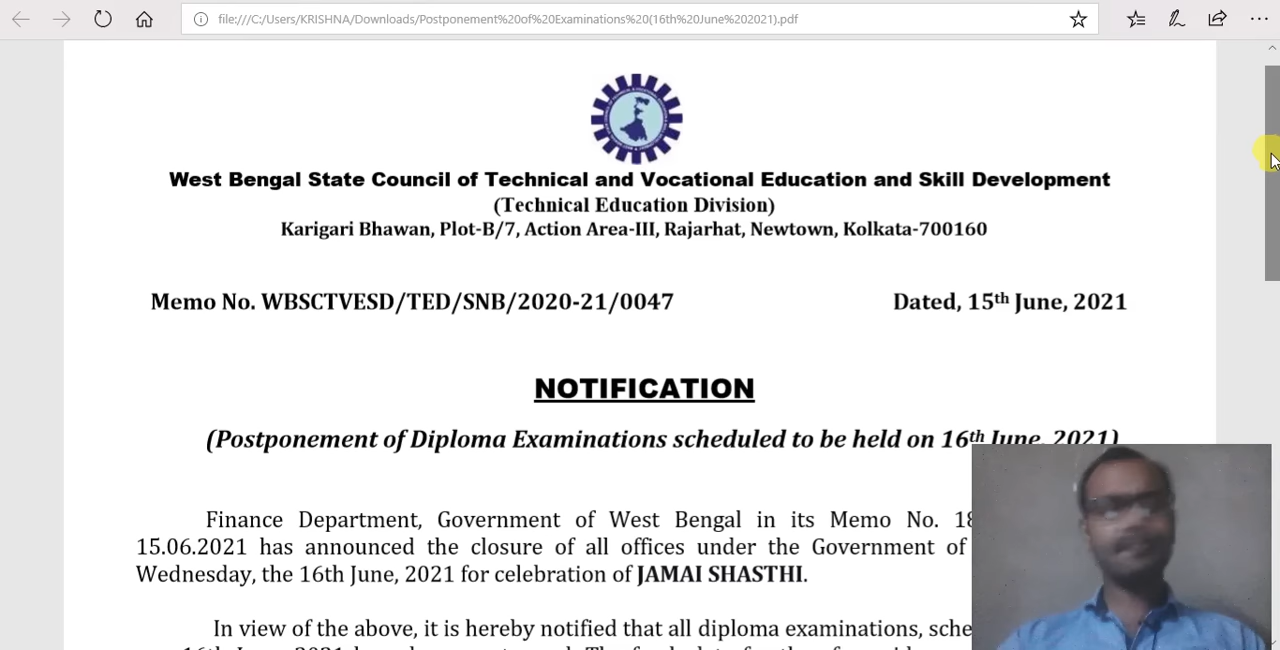 file:///C:/Users/KRISHNA/Downloads/Postponement%20of%20Examinations%20(16th%20June%202021).pdf
West Bengal State Council of Technical and Vocational Education and Skill Development
(Technical Education Division)
Karigari Bhawan, Plot-B/7, Action Area-III, Rajarhat, Newtown, Kolkata-700160
Memo No. WBSCTVESD/TED/SNB/2020-21/0047 Dated, 15th June, 2021
NOTIFICATION
(Postponement of Diploma Examinations scheduled to be held on 16th June, 2021)
Finance Department, Government of West Bengal in its Memo No. 18
15.06.2021 has announced the closure of all offices under the Government of
Wednesday, the 16th June, 2021 for celebration of JAMAI SHASTHI.
In view of the above, it is hereby notified that all diploma examinations, sche